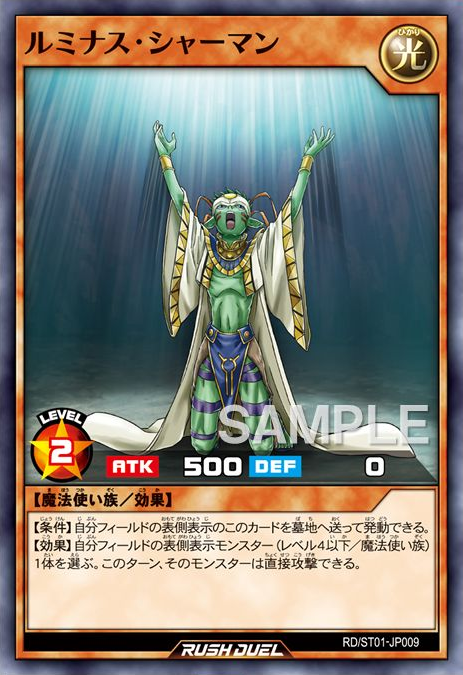 ルミナス・シャーマン
ひかり
光
SAMPLE
LEVEL
2
ATK 500 DEF 0
【魔法使い族/効果】
【条件】自分フィールドの表側表示のこのカードを墓地へ送って発動できる。
【効果】自分フィールドの表側表示モンスター(レベル4以下/魔法使い族)
1体を選ぶ。このターン、そのモンスターは直接攻撃できる。
RUSH DUEL
RD/ST01-JP009